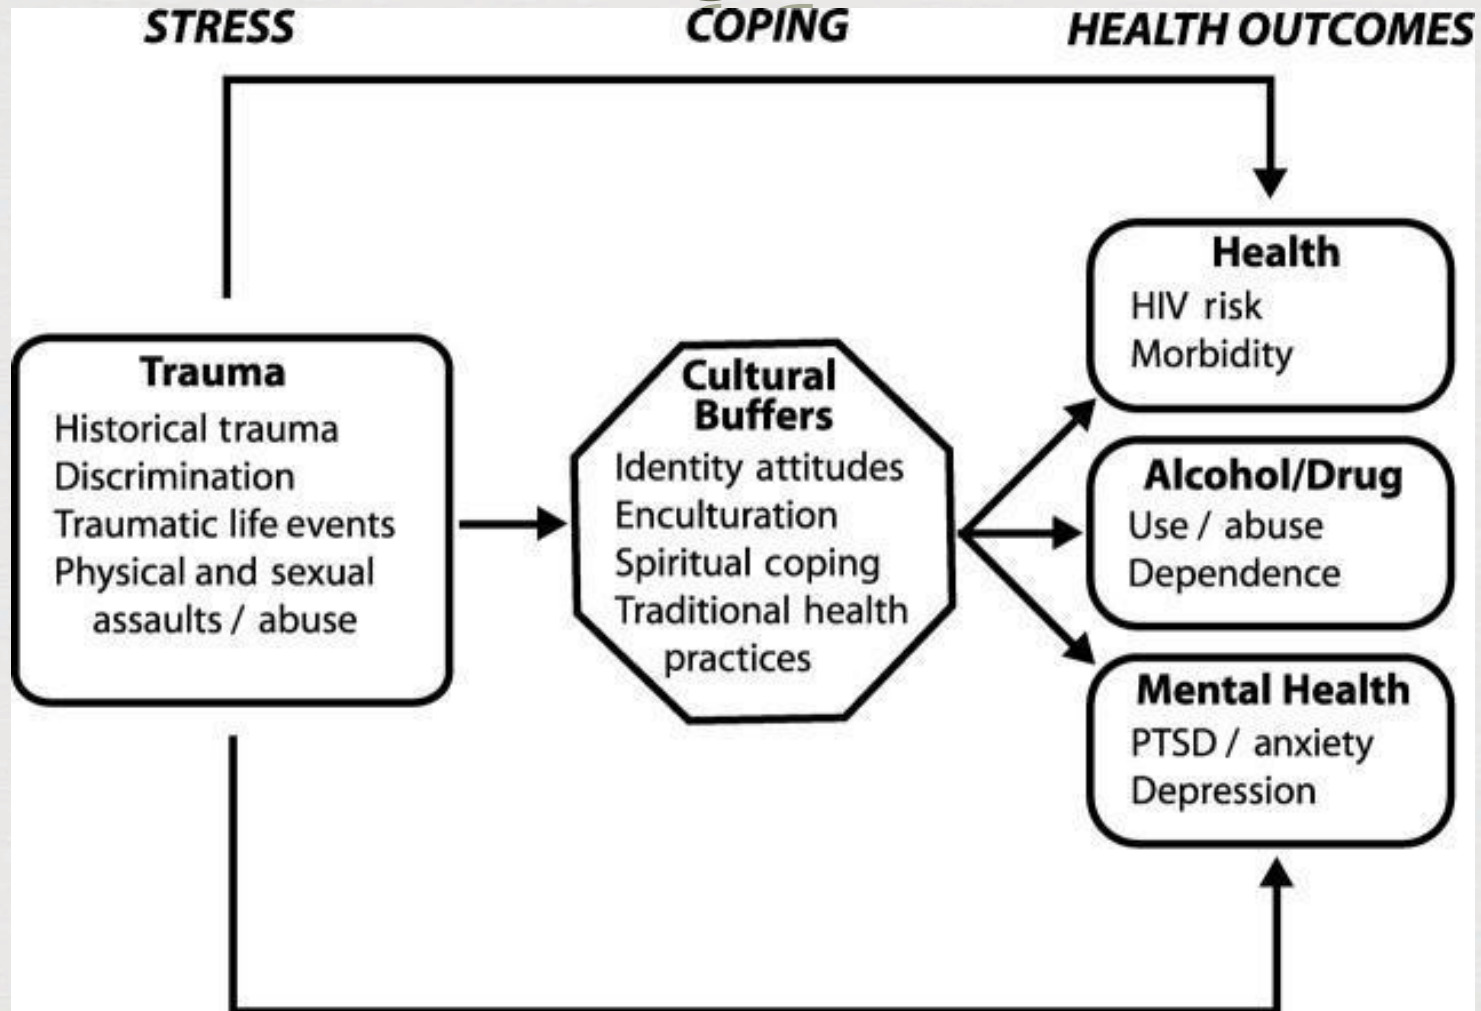 STRESS
COPING
HEALTH OUTCOMES
Trauma
Historical trauma
Discrimination
Traumatic life events
Physical and sexual
assaults / abuse
Cultural
Buffers
Identity attitudes
Enculturation
Spiritual coping
Traditional health
practices
Health
HIV risk
Morbidity
Alcohol/Drug
Use / abuse
Dependence
Mental Health
PTSD / anxiety
Depression